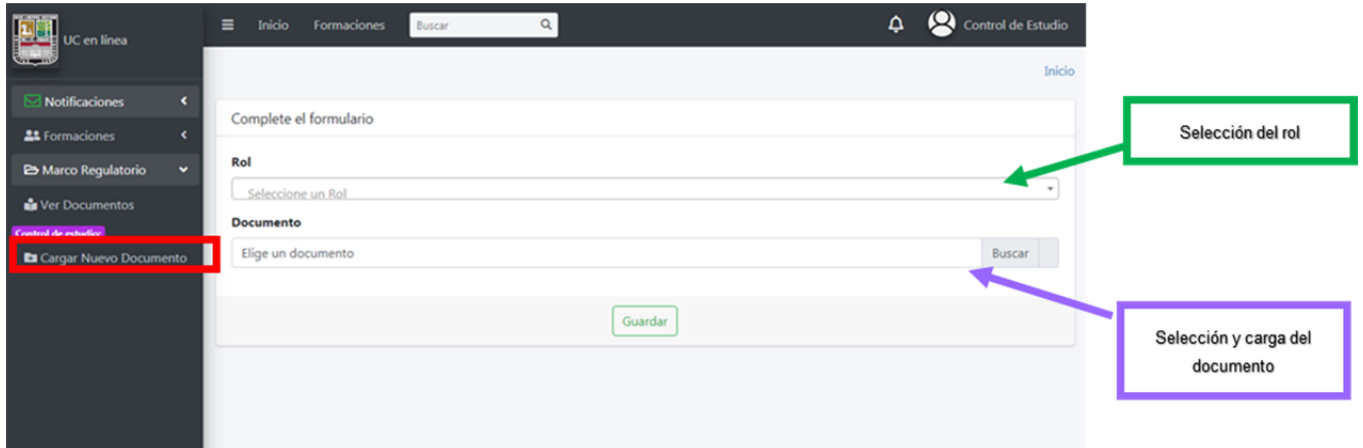 UC en línea
Inicio Formaciones Buscar Control de Estudio
Inicio
Notificaciones
Formaciones
Marco Regulatorio
Ver Documentos
Control de estudio:
Cargar Nuevo Documento
Complete el formulario
Rol
Seleccione un Rol
Documento
Elige un documento Buscar
Guardar
Selección del rol
Selección y carga del
documento